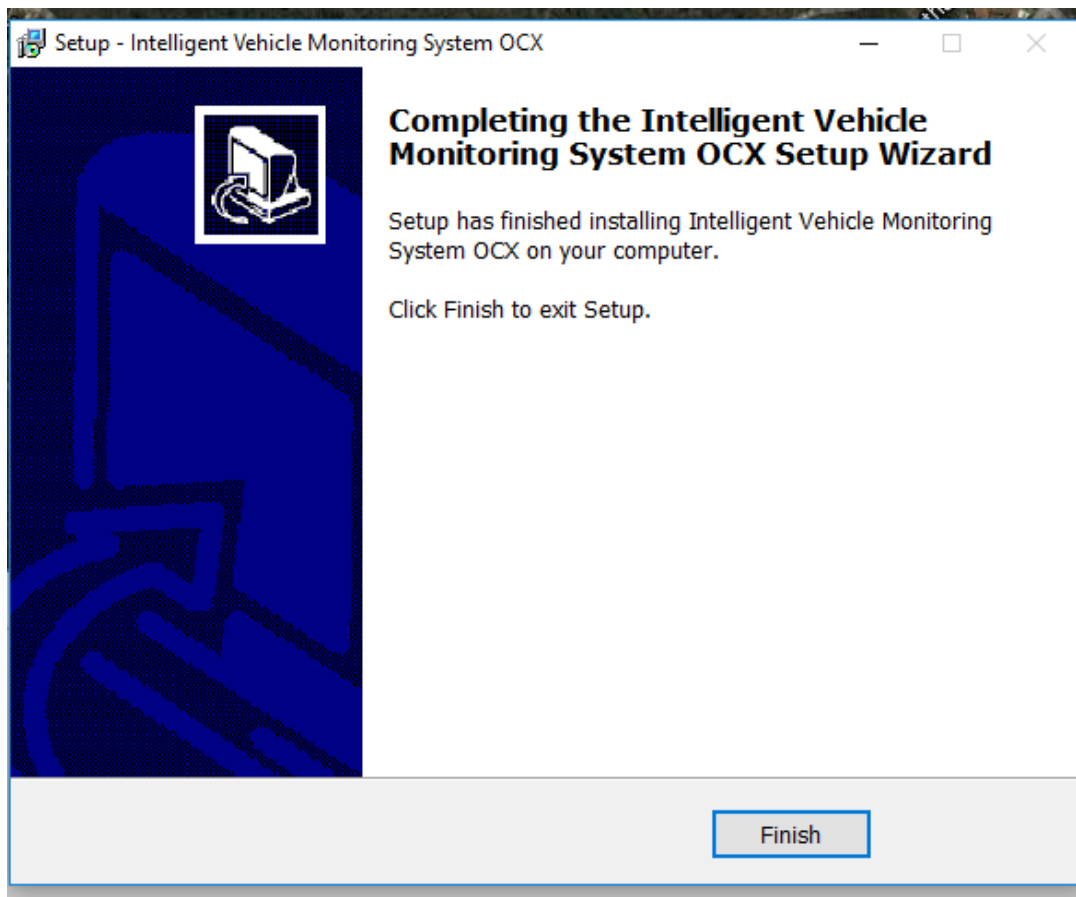 Setup - Intelligent Vehicle Monitoring System OCX
Completing the Intelligent Vehicle
Monitoring System OCX Setup Wizard
Setup has finished installing Intelligent Vehicle Monitoring
System OCX on your computer.
Click Finish to exit Setup.
Finish